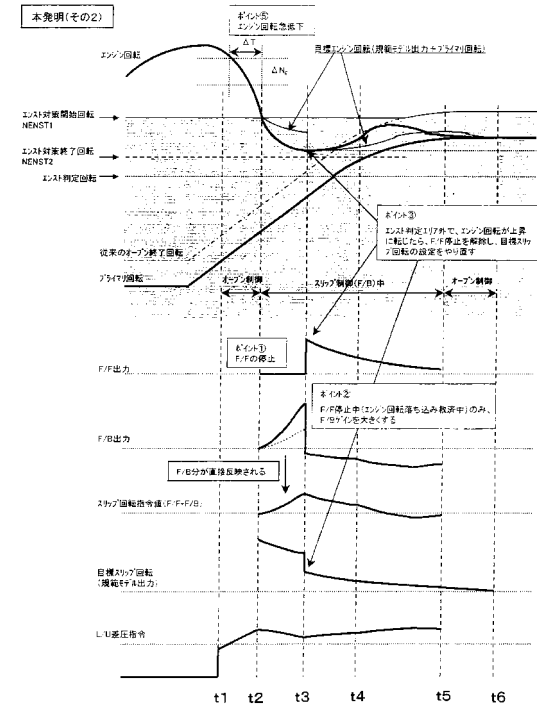 本発明(その2)
ポイント⑤
エンジン回転急低下
エンジン回転
ΔT
目標エンジン回転(規範モデル出力+プライマリ回転)
エンスト対策開始回転
NENST1
エンスト対策終了回転
NENST2
エンスト判定回転
ポイント③
エンスト判定エリア外で、エンジン回転が上昇
に転じたら、F/F停止を解除し、目標スリップ
回転の設定をやり直す
従来のオープン終了回転
プライマリ回転
オープン制御
スリップ制御(F/B)中
オープン制御
ポイント①
F/Fの停止
F/F出力
ポイント②
F/F停止中(エンジン回転落ち込み救済中)のみ、
F/Bゲインを大きくする
F/B出力
F/B分が直接反映される
スリップ回転指令値(F/F+F/B)
目標スリップ回転
(規範モデル出力)
L/U差圧指令
t1
t2
t3
t4
t5
t6